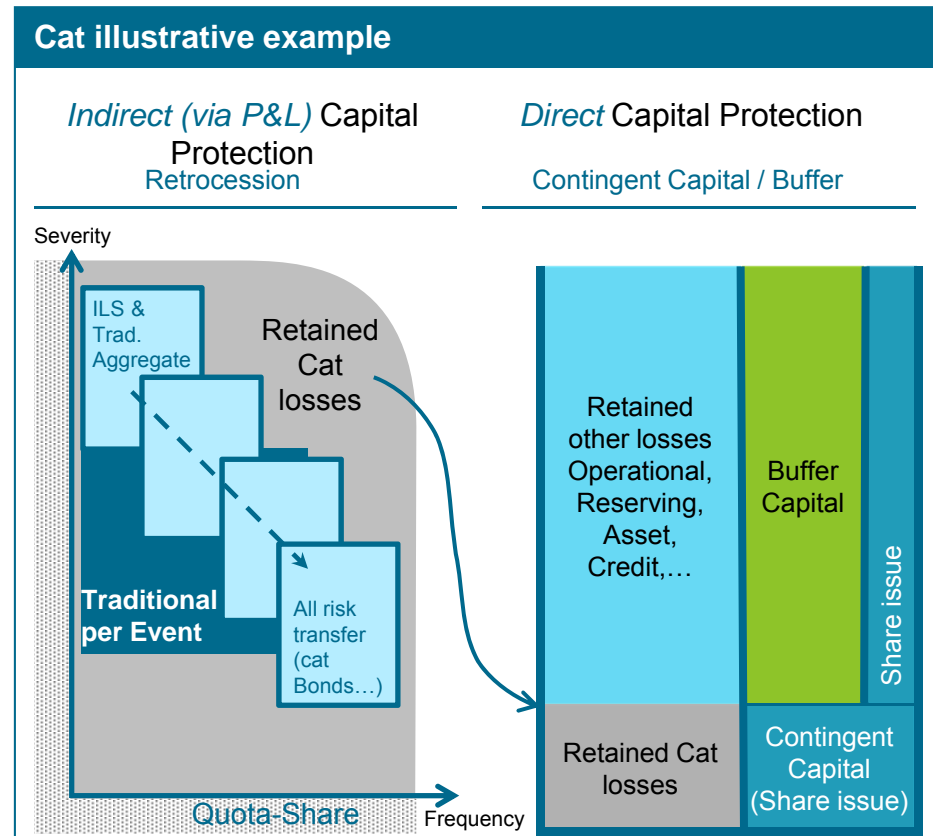 Cat illustrative example
Indirect (via P&L) Capital
Protection
Retrocession
Direct Capital Protection
Contingent Capital / Buffer
Severity
ILS &
Trad.
Aggregate
Retained
Cat
losses
Traditional
per Event
All risk
transfer
(cat
Bonds…)
Quota-Share
Frequency
Retained
other losses
Operational,
Reserving,
Asset,
Credit,…
Buffer
Capital
Share issue
Retained Cat
losses
Contingent
Capital
(Share issue)